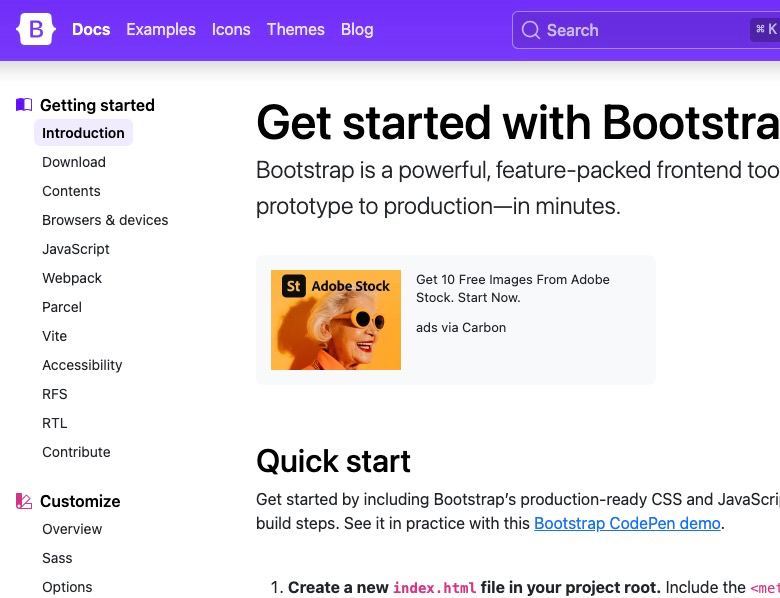 B Docs Examples Icons Themes Blog Search ⌘ K
Getting started
Introduction
Download
Contents
Browsers & devices
JavaScript
Webpack
Parcel
Vite
Accessibility
RFS
RTL
Contribute
Customize
Overview
Sass
Options
Get started with Bootstra
Bootstrap is a powerful, feature-packed frontend too
prototype to production—in minutes.
St Adobe Stock
Get 10 Free Images From Adobe
Stock. Start Now.
ads via Carbon
Quick start
Get started by including Bootstrap’s production-ready CSS and JavaScri
build steps. See it in practice with this Bootstrap CodePen demo.
1. Create a new index.html file in your project root. Include the <met